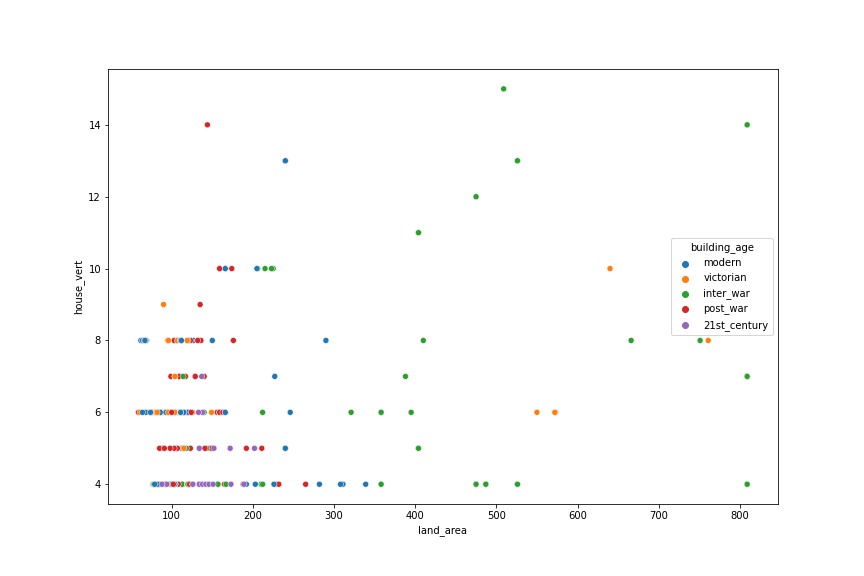 14
12
10
8
6
4
house_vert
100
200
300
400
500
600
700
800
land_area
building_age
modern
victorian
inter_war
post_war
21st_century